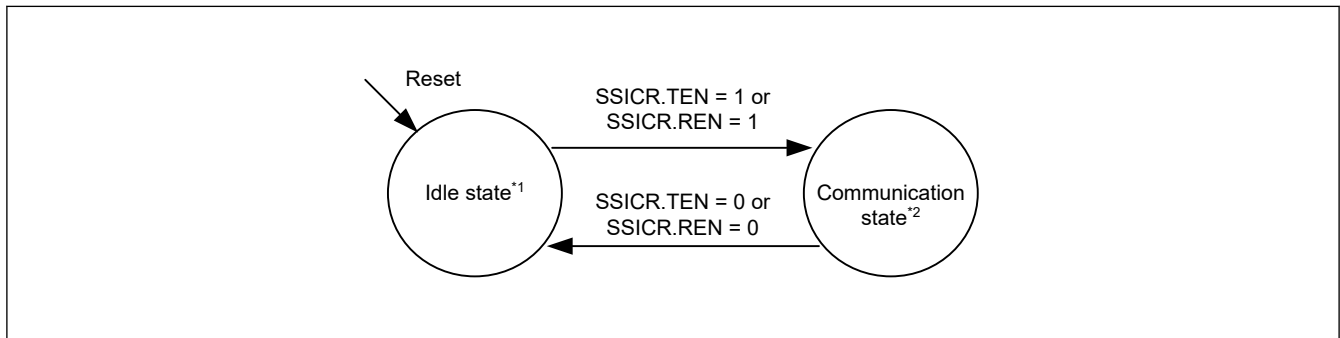 Reset
SSICR.TEN = 1 or
SSICR.REN = 1
Idle state*1
SSICR.TEN = 0 or
SSICR.REN = 0
Communication
state*2